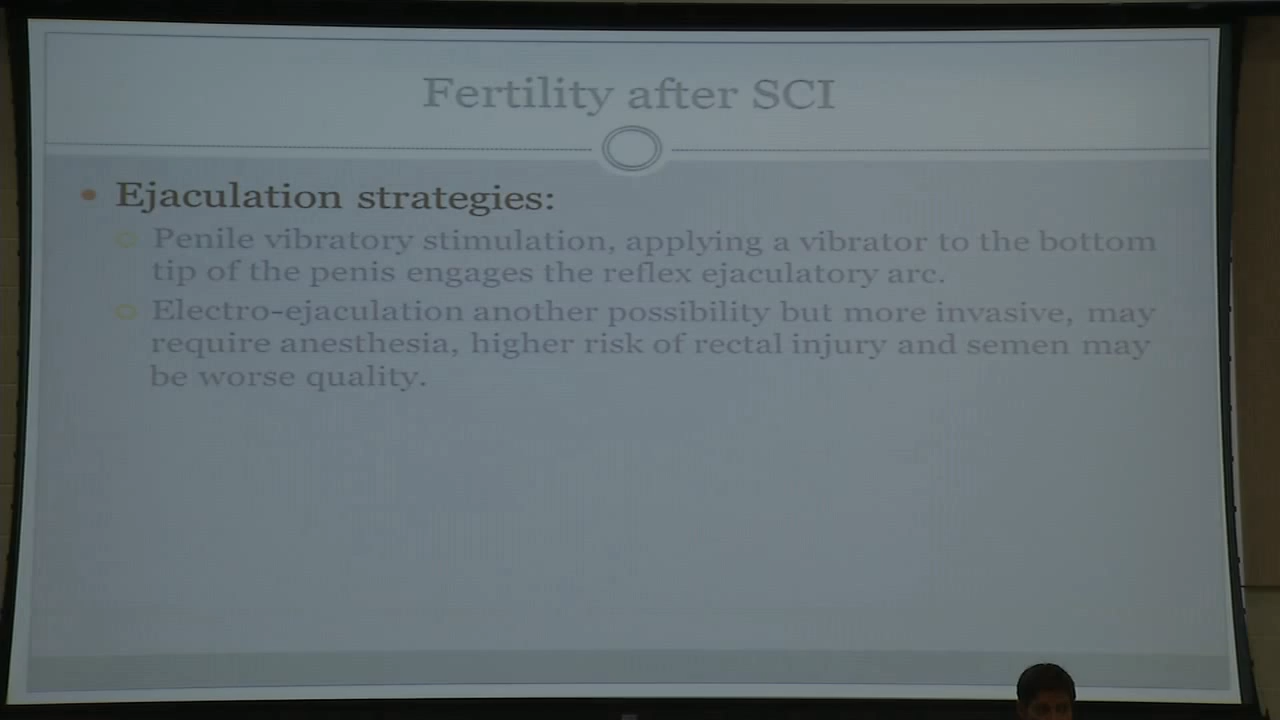 Fertility after SCI
Ejaculation strategies:
Penile vibratory stimulation, applying a vibrator to the bottom
tip of the penis engages the reflex ejaculatory arc.
Electro-ejaculation another possibility but more invasive, may
require anesthesia, higher risk of rectal injury and semen may
be worse quality.